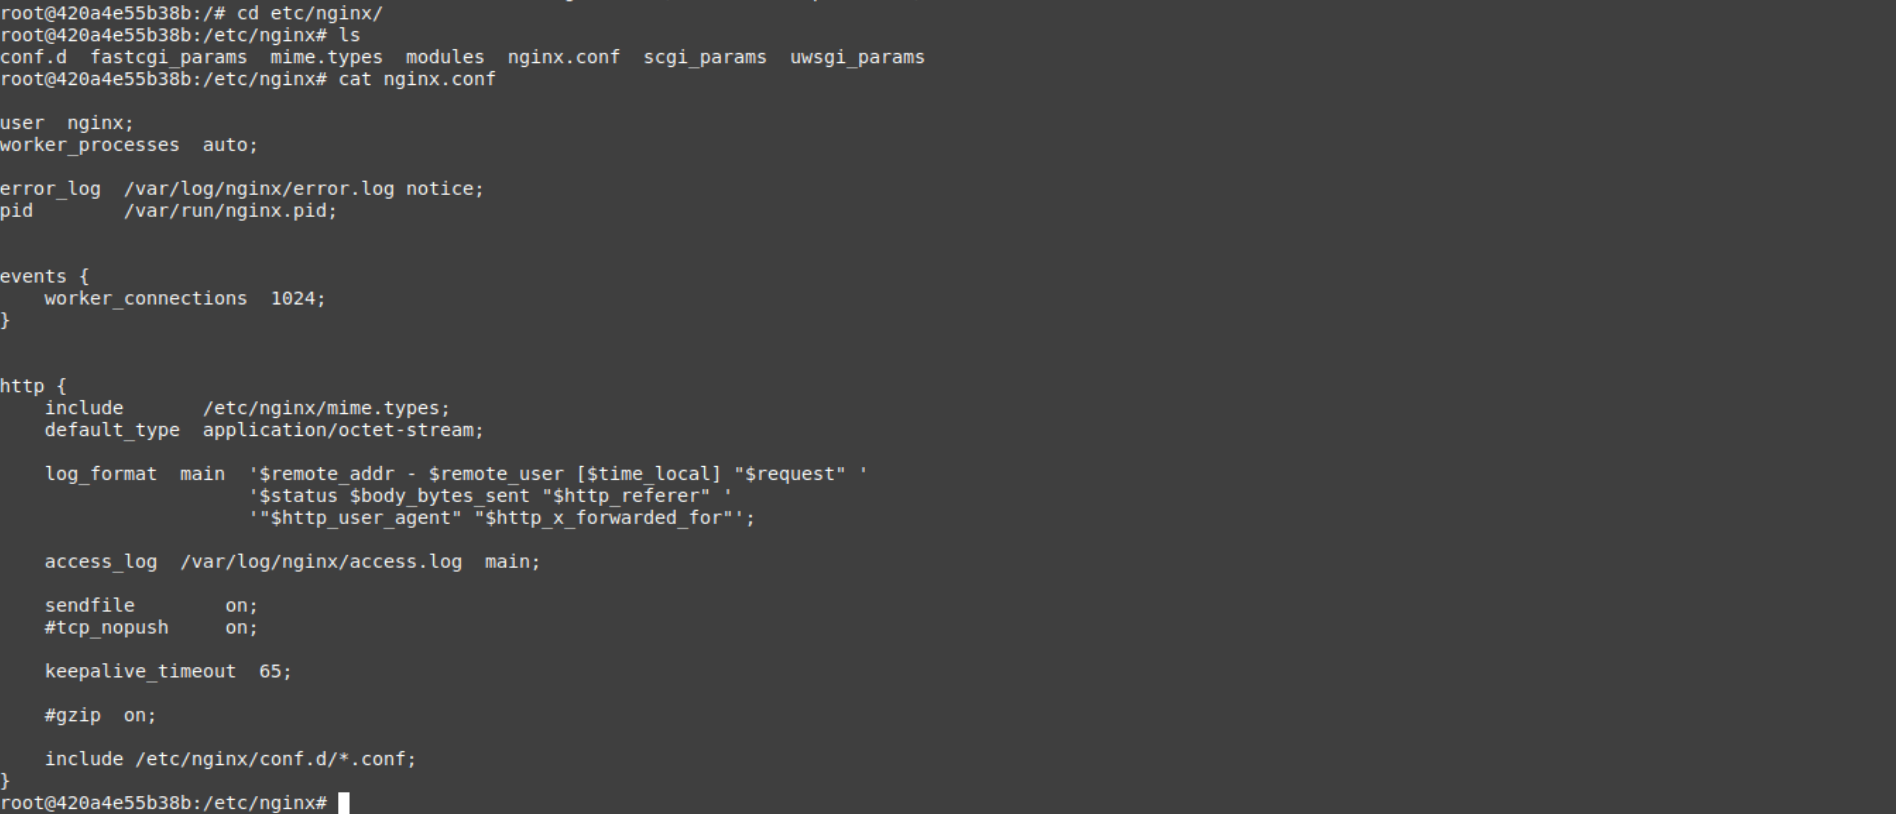 root@420a4e55b38b:/# cd etc/nginx/
root@420a4e55b38b:/etc/nginx# ls
conf.d  fastcgi_params  mime.types  modules  nginx.conf  scgi_params  uwsgi_params
root@420a4e55b38b:/etc/nginx# cat nginx.conf

user  nginx;
worker_processes  auto;

error_log  /var/log/nginx/error.log notice;
pid        /var/run/nginx.pid;


events {
    worker_connections  1024;
}


http {
    include       /etc/nginx/mime.types;
    default_type  application/octet-stream;

    log_format  main  '$remote_addr - $remote_user [$time_local] "$request" '
                      '$status $body_bytes_sent "$http_referer" '
                      '"$http_user_agent" "$http_x_forwarded_for"';

    access_log  /var/log/nginx/access.log  main;

    sendfile        on;
    #tcp_nopush     on;

    keepalive_timeout  65;

    #gzip  on;

    include /etc/nginx/conf.d/*.conf;
}
root@420a4e55b38b:/etc/nginx#